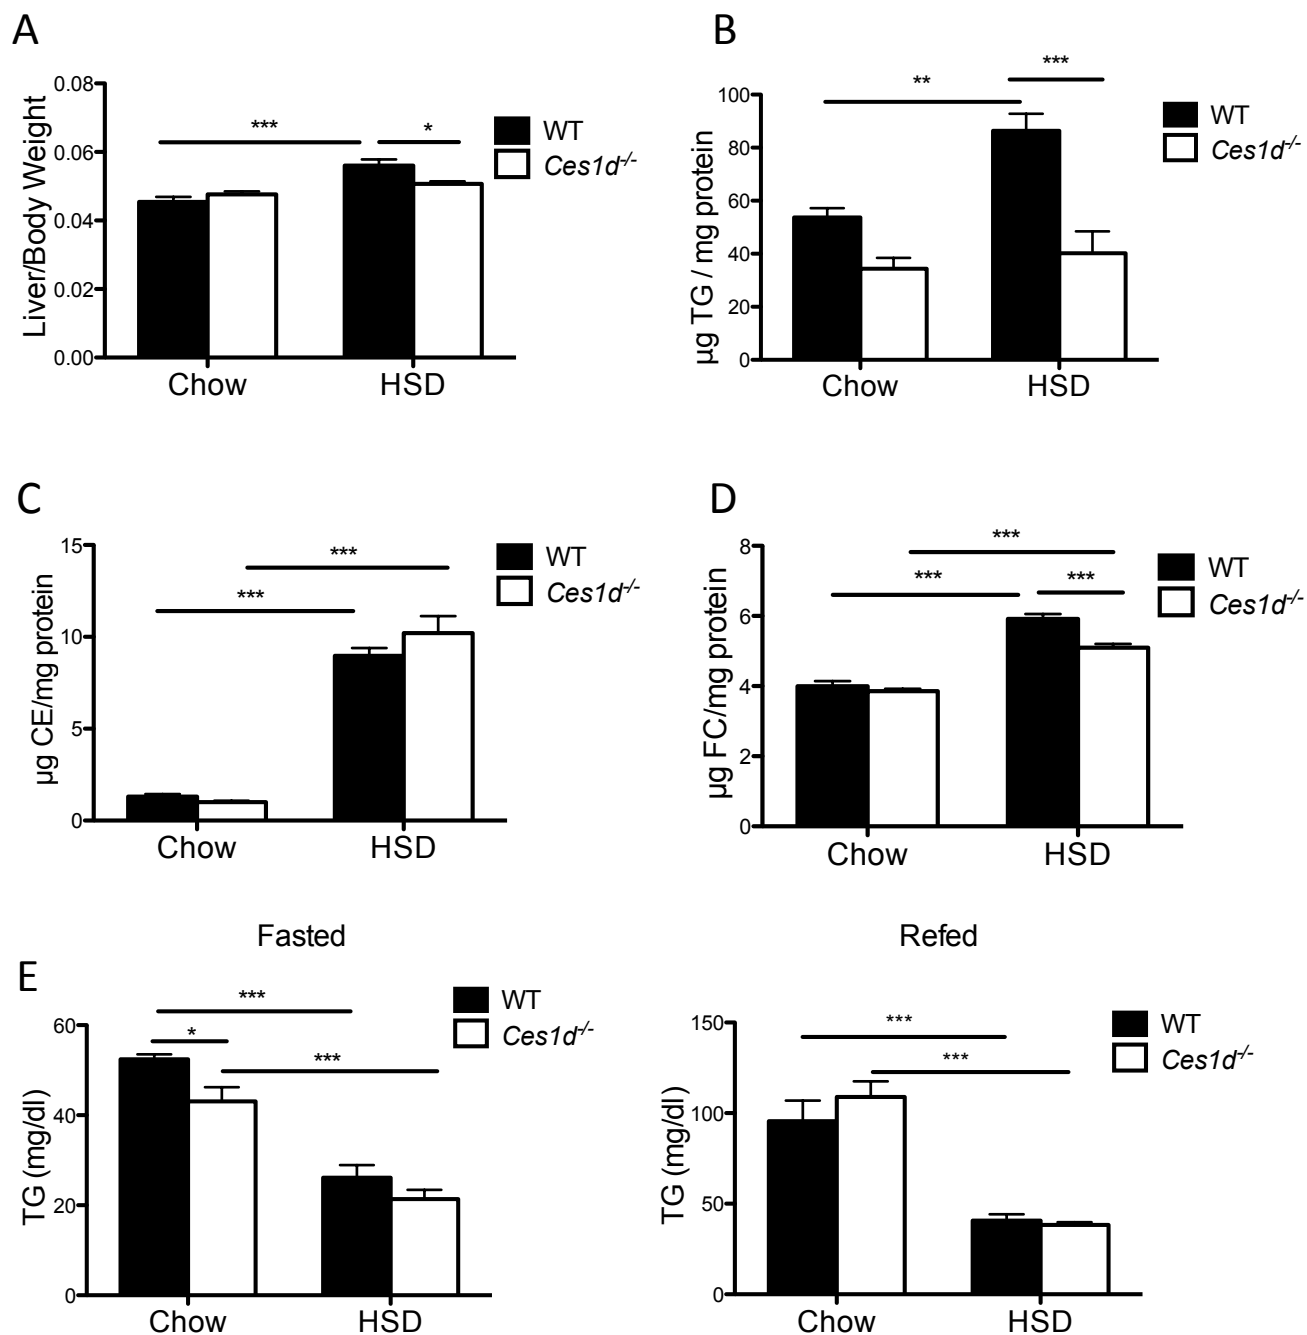 A
Liver/Body Weight
0.08
0.06
0.04
0.02
0.00
***
*
WT
Ces1d-/-
Chow
HSD
B
µg TG / mg protein
100
80
60
40
20
0
**
***
WT
Ces1d-/-
Chow
HSD
C
µg CE/mg protein
15
10
5
0
***
***
WT
Ces1d-/-
Chow
HSD
D
µg FC/mg protein
8
6
4
2
0
***
***
***
WT
Ces1d-/-
Chow
HSD
E
Fasted
TG (mg/dl)
60
40
20
0
***
*
***
WT
Ces1d-/-
Chow
HSD
Refed
TG (mg/dl)
150
100
50
0
***
***
WT
Ces1d-/-
Chow
HSD